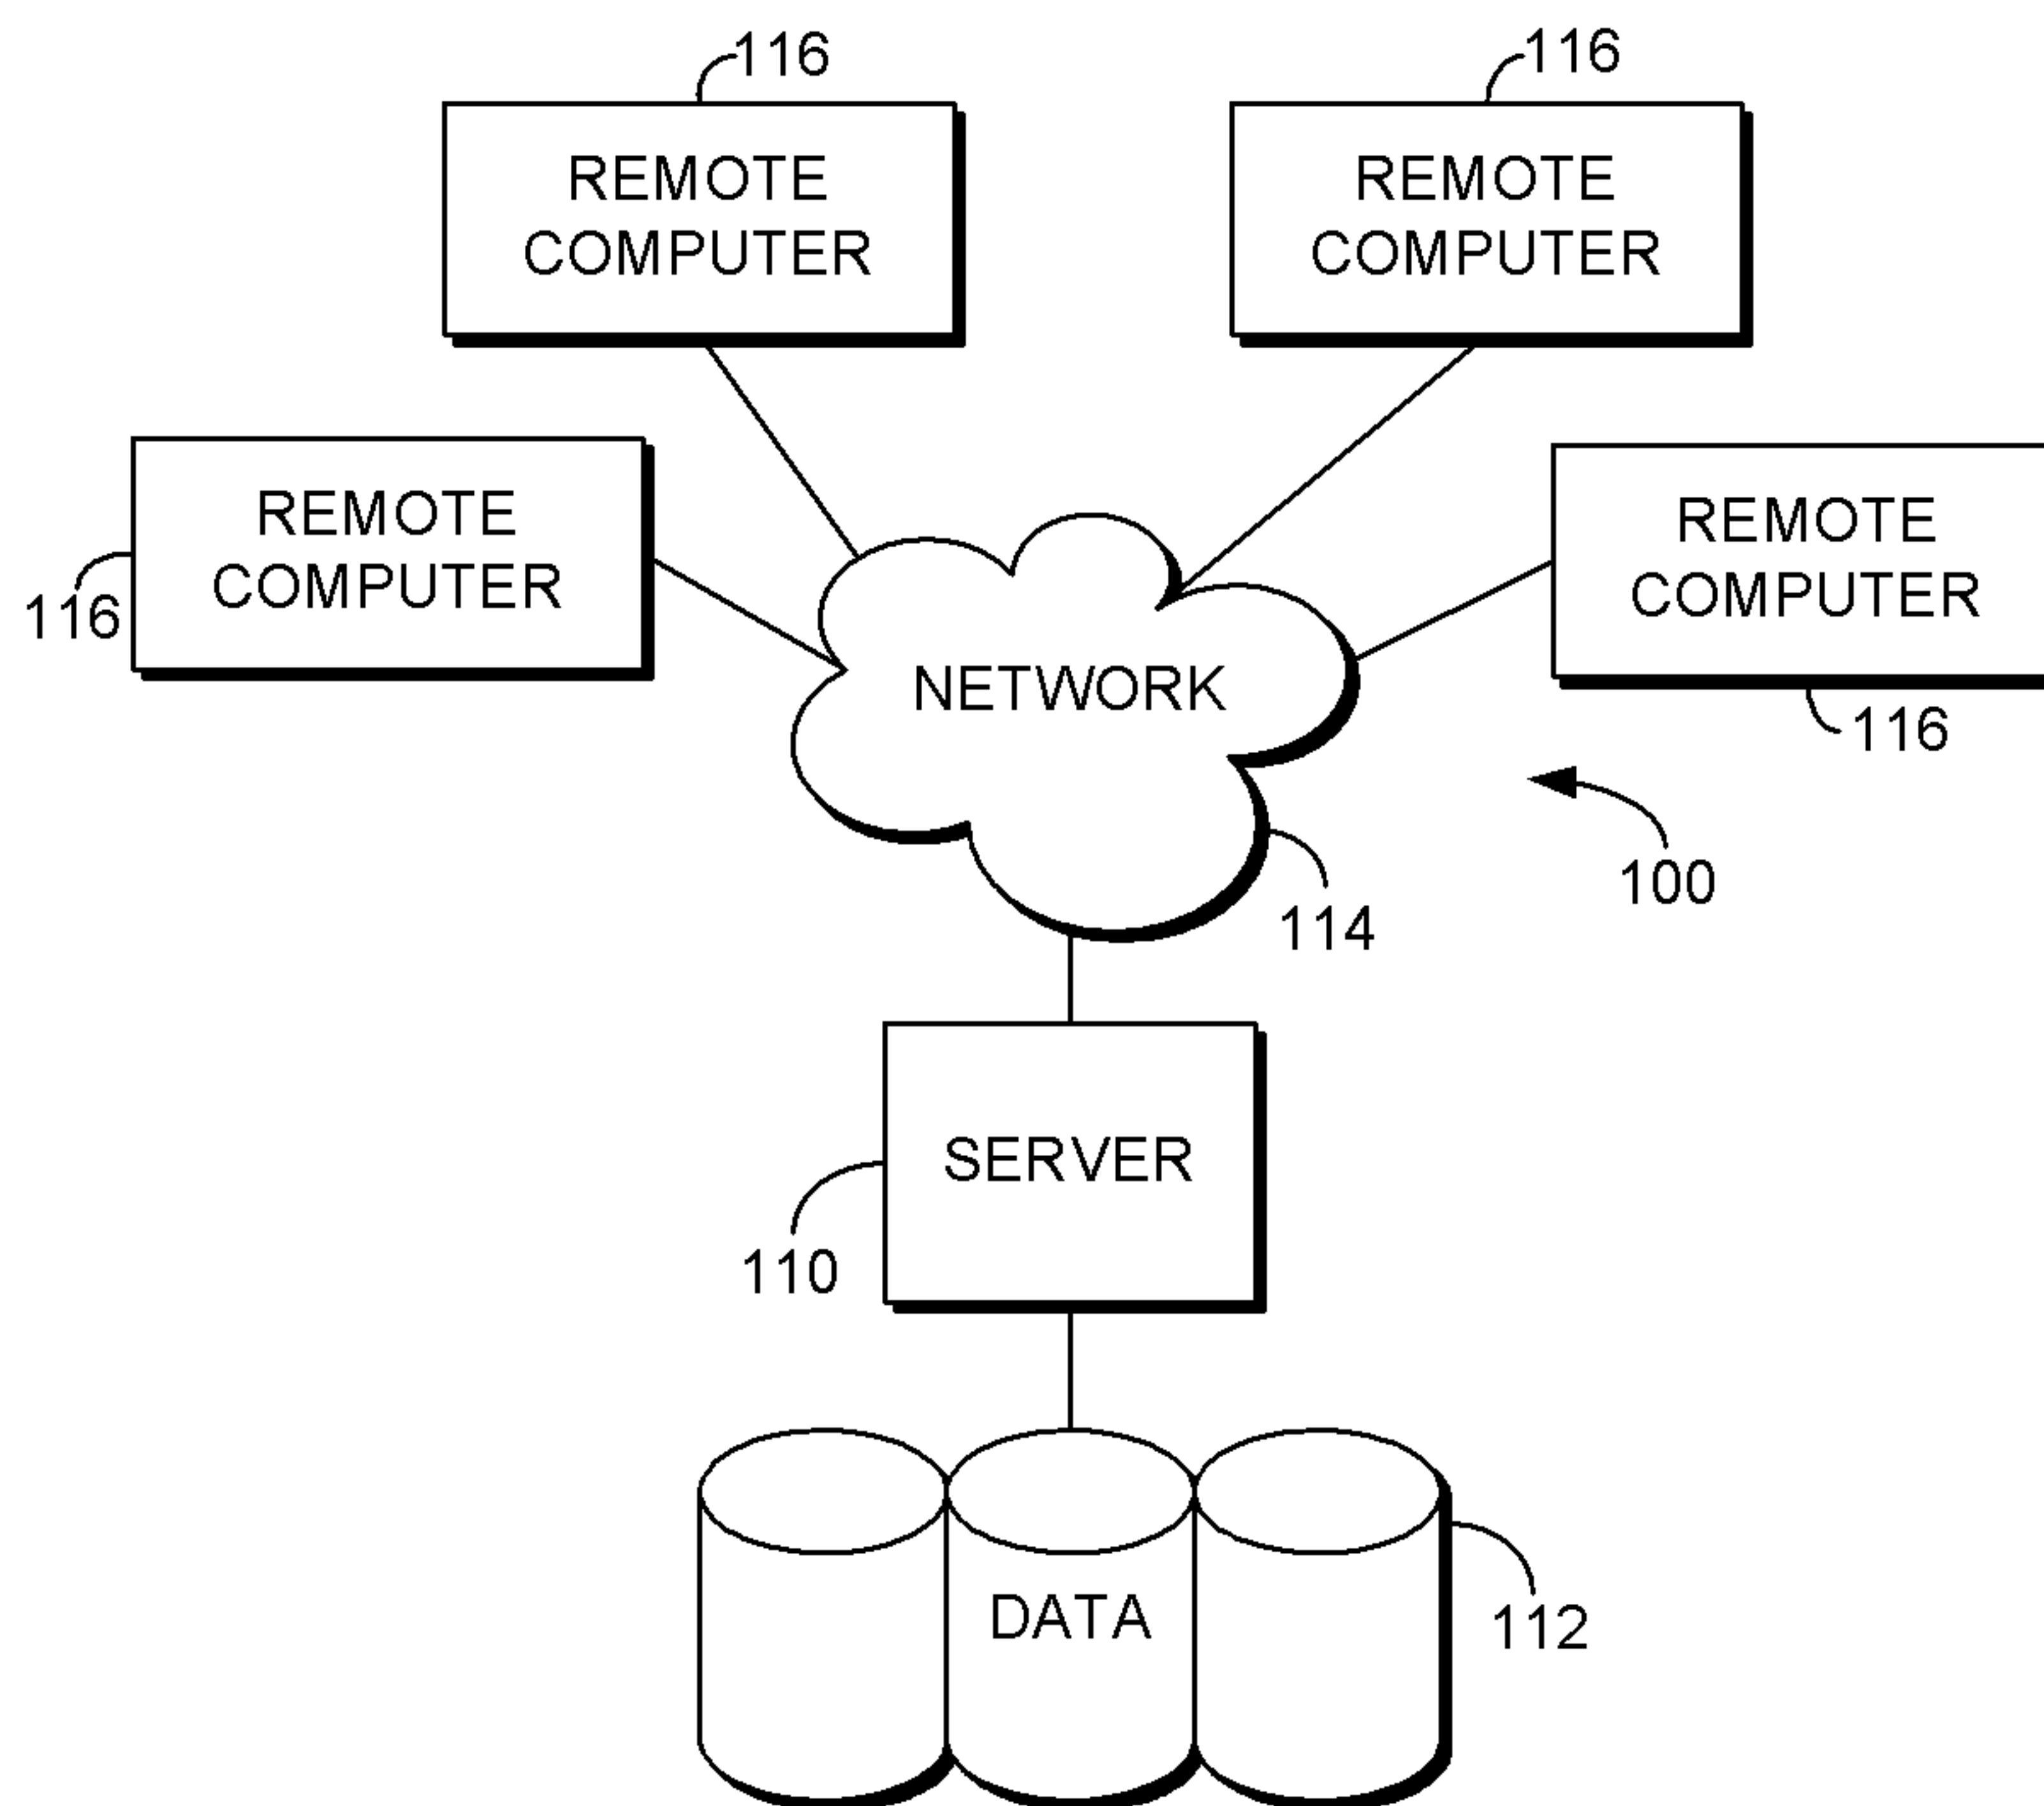 116
116
REMOTE
COMPUTER
REMOTE
COMPUTER
REMOTE
COMPUTER
116
REMOTE
COMPUTER
116
NETWORK
100
114
SERVER
110
DATA
112